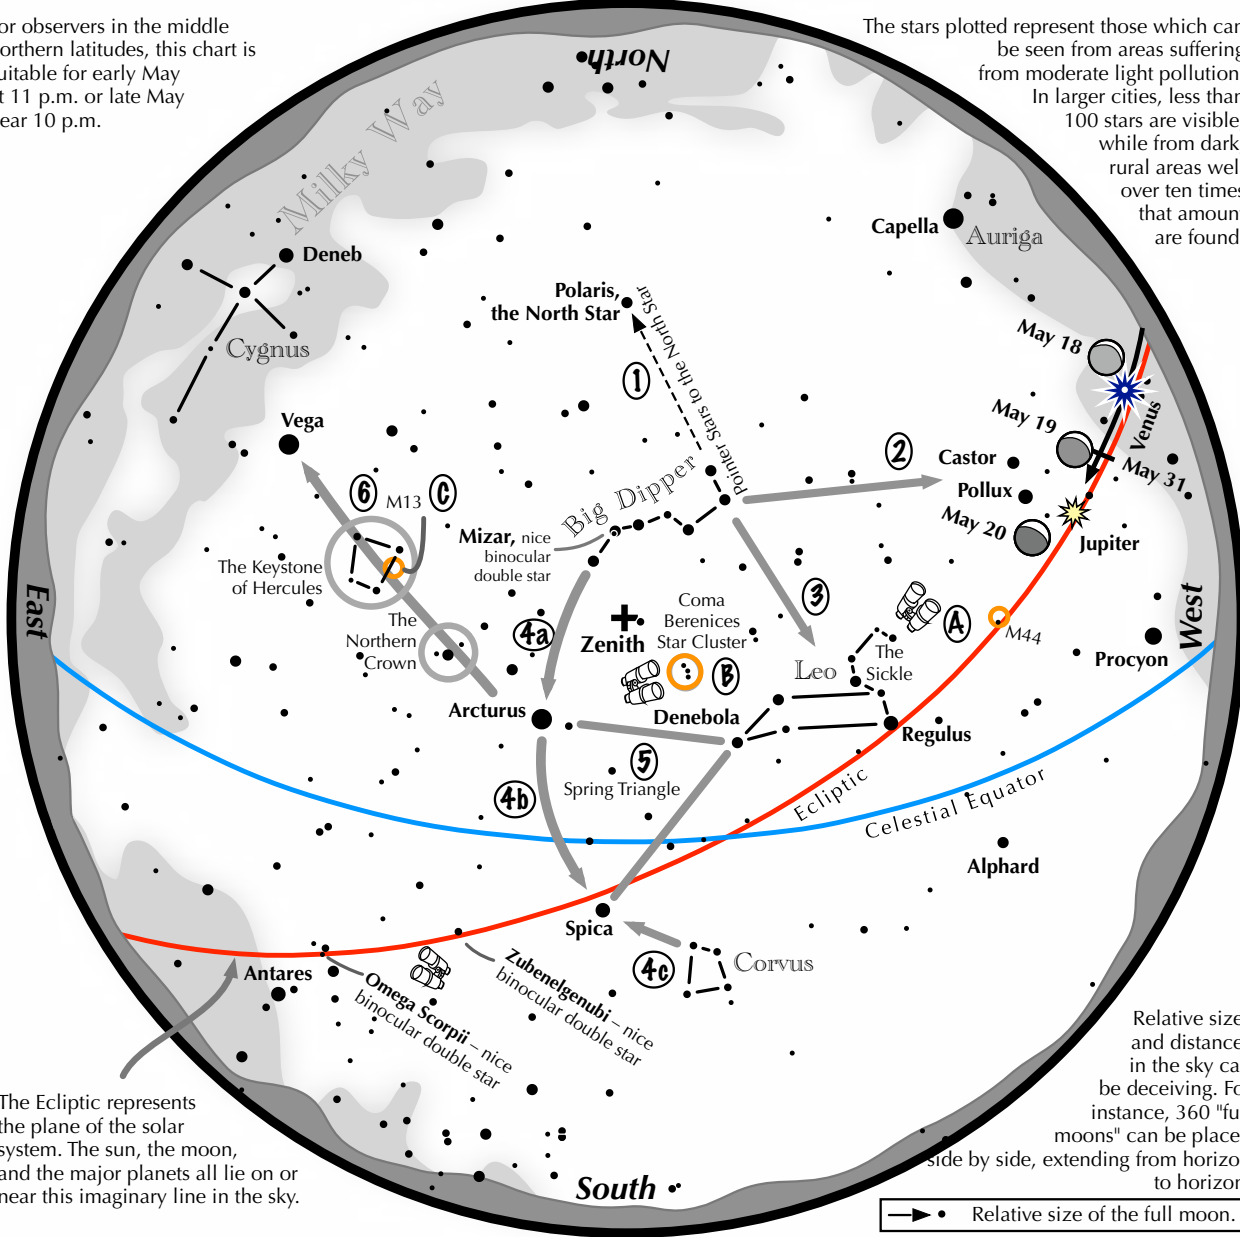 or observers in the middle
orthern latitudes, this chart is
uitable for early May
t 11 p.m. or late May
ear 10 p.m.
The stars plotted represent those which can
be seen from areas suffering
from moderate light pollution
In larger cities, less than
100 stars are visible
while from dark
rural areas wel
over ten times
that amoun
are found
North
Milky Way
Deneb
Cygnus
Capella
Auriga
Polaris,
the North Star
Pointer Stars to the North Star
1
May 18
Venus
May 19
May 31
Vega
2
Castor
Pollux
May 20
Jupiter
6
M13
C
Big Dipper
Mizar, nice
binocular
double star
The Keystone
of Hercules
The
Northern
Crown
East
4a
Zenith
Coma
Berenices
Star Cluster
B
3
A
M44
Leo
The
Sickle
West
Procyon
Arcturus
Denebola
Regulus
5
Spring Triangle
4b
Ecliptic
Celestial Equator
Alphard
Spica
4c
Corvus
Antares
Omega Scorpii – nice
binocular double star
Zubenelgenubi – nice
binocular double star
The Ecliptic represents
the plane of the solar
system. The sun, the moon,
and the major planets all lie on or
near this imaginary line in the sky.
South
Relative size
and distance
in the sky ca
be deceiving. Fo
instance, 360 "fu
moons" can be place
side by side, extending from horizo
to horizon
Relative size of the full moon.